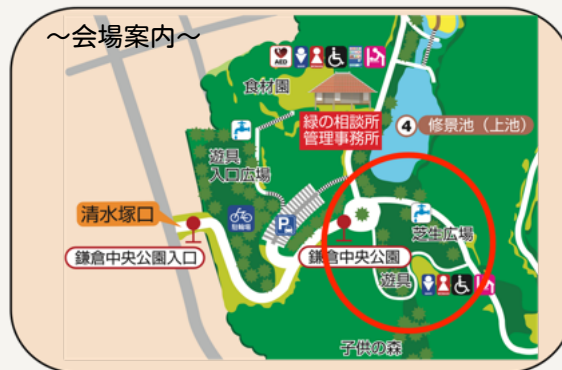 ～会場案内～
AED
食材園
緑の相談所
管理事務所
④ 修景池（上池）
遊具
入口広場
清水塚口
駐輪場
P
芝生広場
鎌倉中央公園入口
鎌倉中央公園
遊具
子供の森